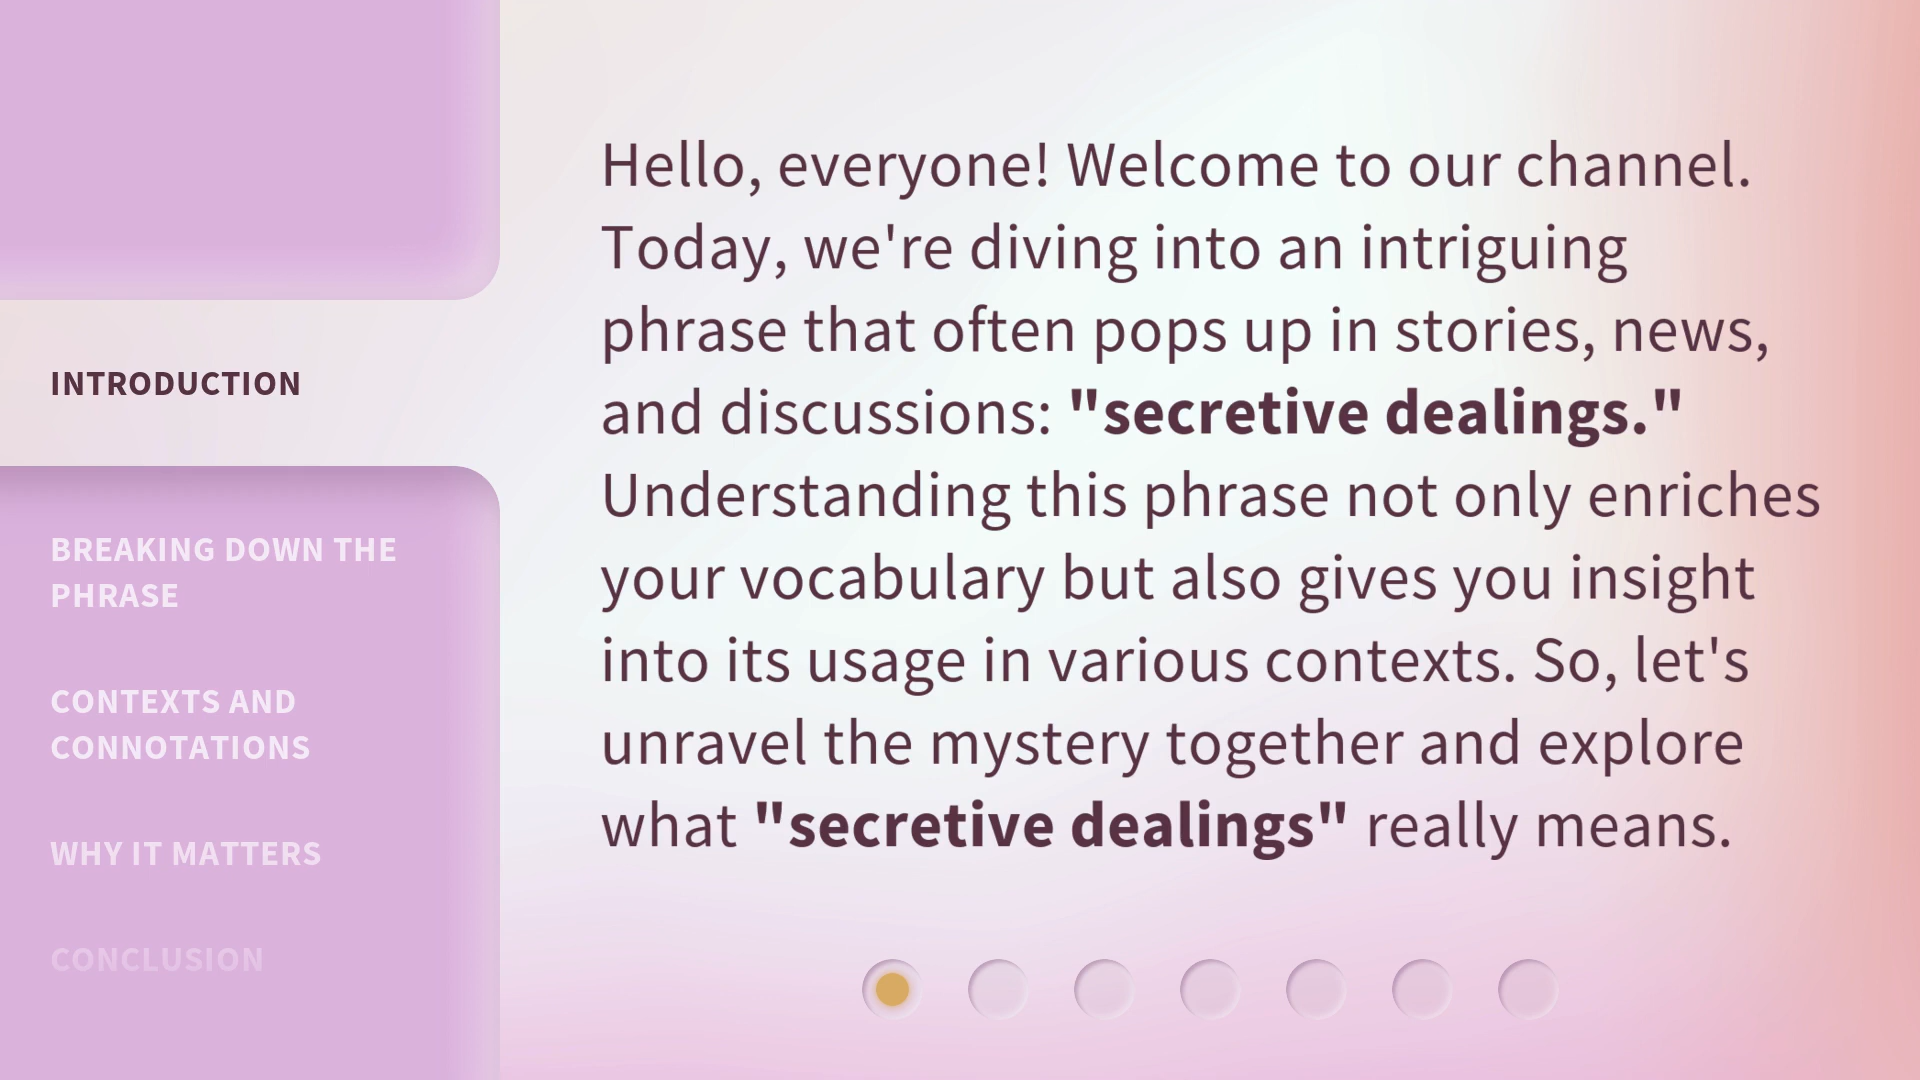 INTRODUCTION
BREAKING DOWN THE
PHRASE
CONTEXTS AND
CONNOTATIONS
WHY IT MATTERS
CONCLUSION
Hello, everyone! Welcome to our channel.
Today, we're diving into an intriguing
phrase that often pops up in stories, news,
and discussions: "secretive dealings."
Understanding this phrase not only enriches
your vocabulary but also gives you insight
into its usage in various contexts. So, let's
unravel the mystery together and explore
what "secretive dealings" really means.